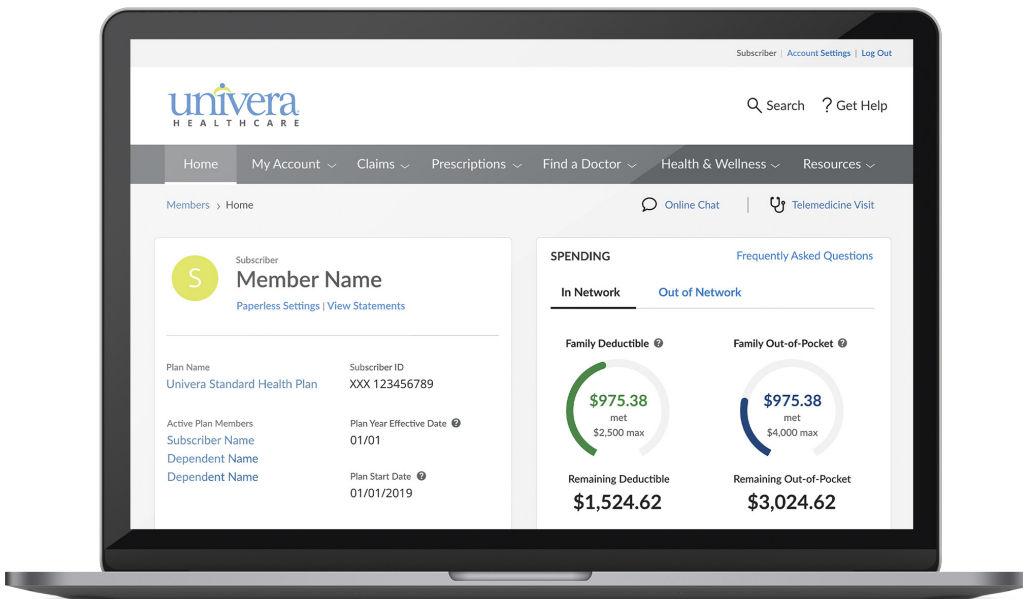 Subscriber | Account Settings | Log Out
univera
HEALTHCARE
Search ? Get Help
Home My Account Claims Prescriptions Find a Doctor Health & Wellness Resources
Members > Home
Online Chat | Telemedicine Visit
S
Subscriber
Member Name
Paperless Settings | View Statements
Plan Name
Univera Standard Health Plan
Subscriber ID
XXX 123456789
Active Plan Members
Subscriber Name
Dependent Name
Dependent Name
Plan Year Effective Date ?
01/01
Plan Start Date ?
01/01/2019
SPENDING
Frequently Asked Questions
In Network Out of Network
Family Deductible ?
$975.38
met
$2,500 max
Remaining Deductible
$1,524.62
Family Out-of-Pocket ?
$975.38
met
$4,000 max
Remaining Out-of-Pocket
$3,024.62